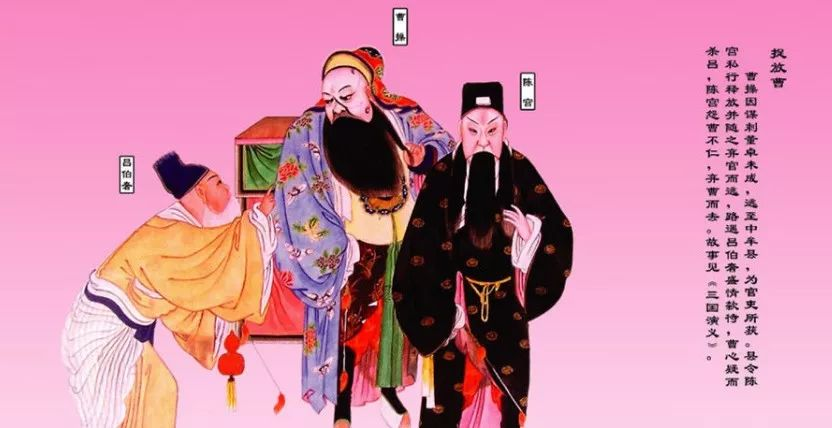 捉放曹
曹操因谋刺董卓未成，逃至中牟县，为官吏所获。县令陈
宫私行释放并随之弃官而逃，路遇吕伯奢盛情款待，曹心疑而
杀吕，陈宫怨曹不仁，弃曹而去。故事见《三国演义》。
曹操
陈宫
吕伯奢